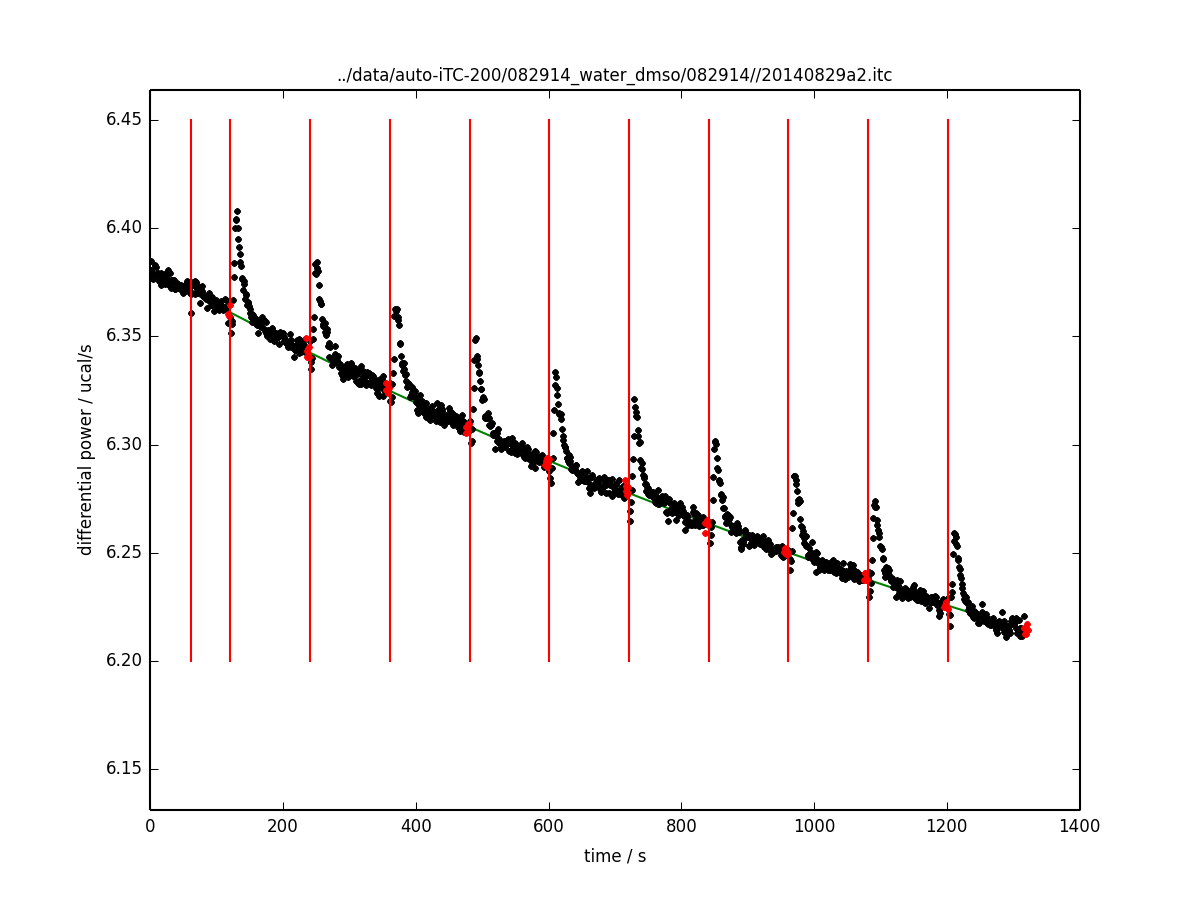 ../data/auto-iTC-200/082914_water_dmso/082914//20140829a2.itc
differential power / ucal/s
6.45
6.40
6.35
6.30
6.25
6.20
6.15
0 200 400 600 800 1000 1200 1400
time / s